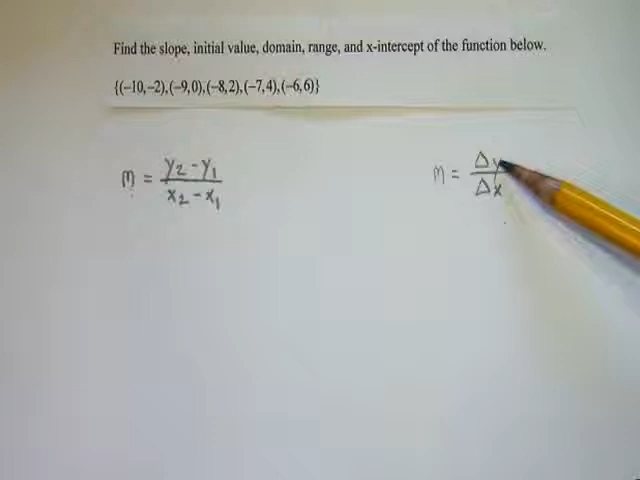 Find the slope, initial value, domain, range, and x-intercept of the function below.
{(−10,−2),(−9,0),(−8,2),(−7,4),(−6,6)}
m = y₂ - y₁ / x₂ - x₁
m = Δy / Δx